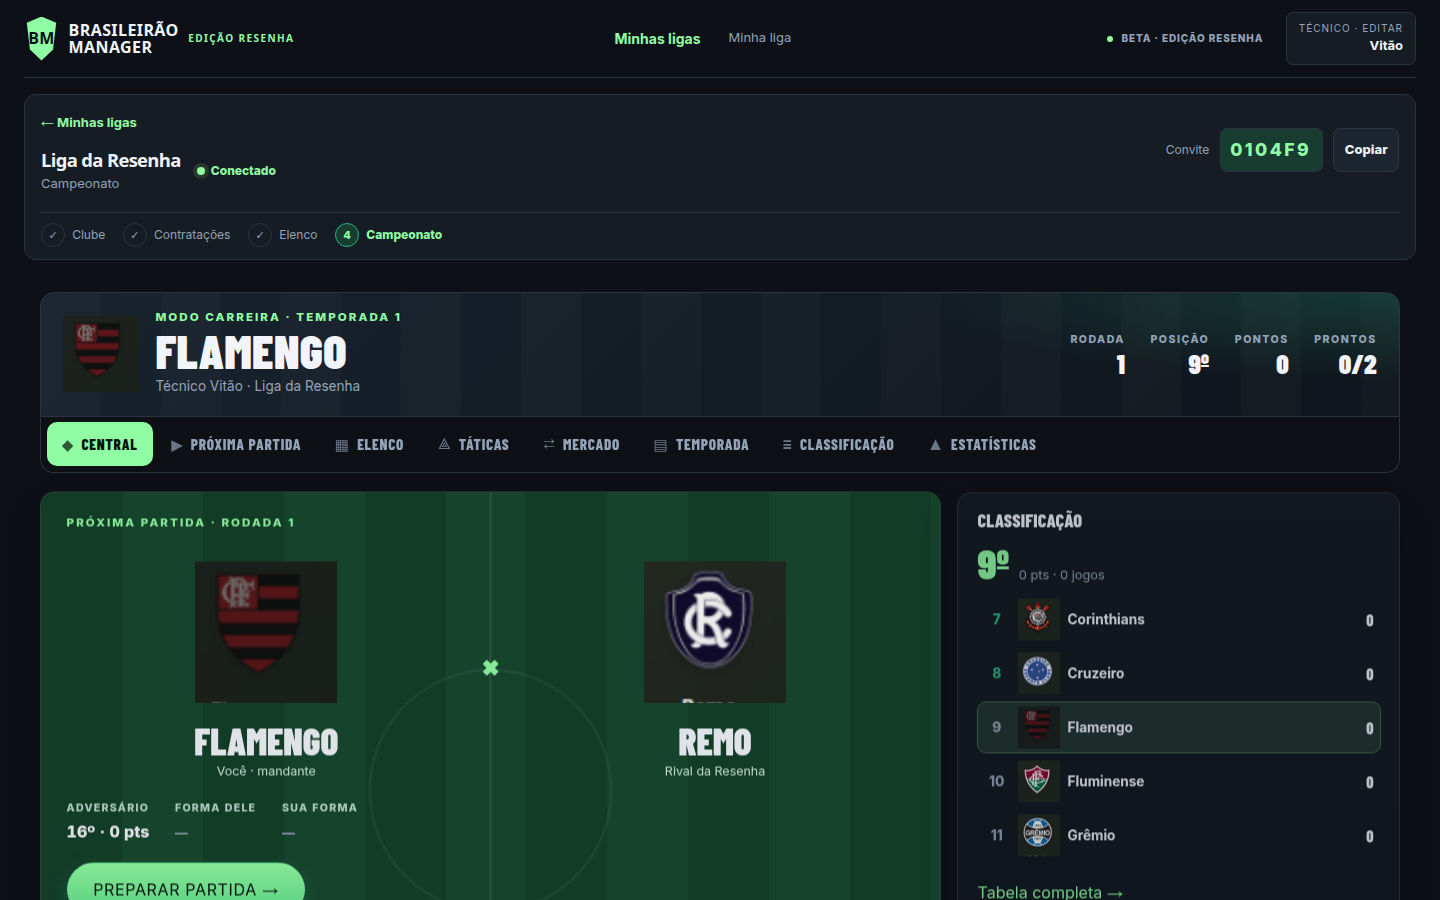 BM
BRASILEIRÃO
MANAGER
EDIÇÃO RESENHA
Minhas ligas
Minha liga
BETA · EDIÇÃO RESENHA
TÉCNICO · EDITAR
Vitão
← Minhas ligas
Liga da Resenha
Campeonato
Conectado
Convite
0104F9
Copiar
✓ Clube
✓ Contratações
✓ Elenco
4 Campeonato
MODO CARREIRA · TEMPORADA 1
FLAMENGO
Técnico Vitão · Liga da Resenha
RODADA
1
POSIÇÃO
9º
PONTOS
0
PRONTOS
0/2
CENTRAL
PRÓXIMA PARTIDA
ELENCO
TÁTICAS
MERCADO
TEMPORADA
CLASSIFICAÇÃO
ESTATÍSTICAS
PRÓXIMA PARTIDA · RODADA 1
FLAMENGO
Você · mandante
REMO
Rival da Resenha
ADVERSÁRIO
16º · 0 pts
FORMA DELE
—
SUA FORMA
—
PREPARAR PARTIDA →
CLASSIFICAÇÃO
9º 0 pts · 0 jogos
7 Corinthians 0
8 Cruzeiro 0
9 Flamengo 0
10 Fluminense 0
11 GRÊMIO Grêmio 0
Tabela completa →